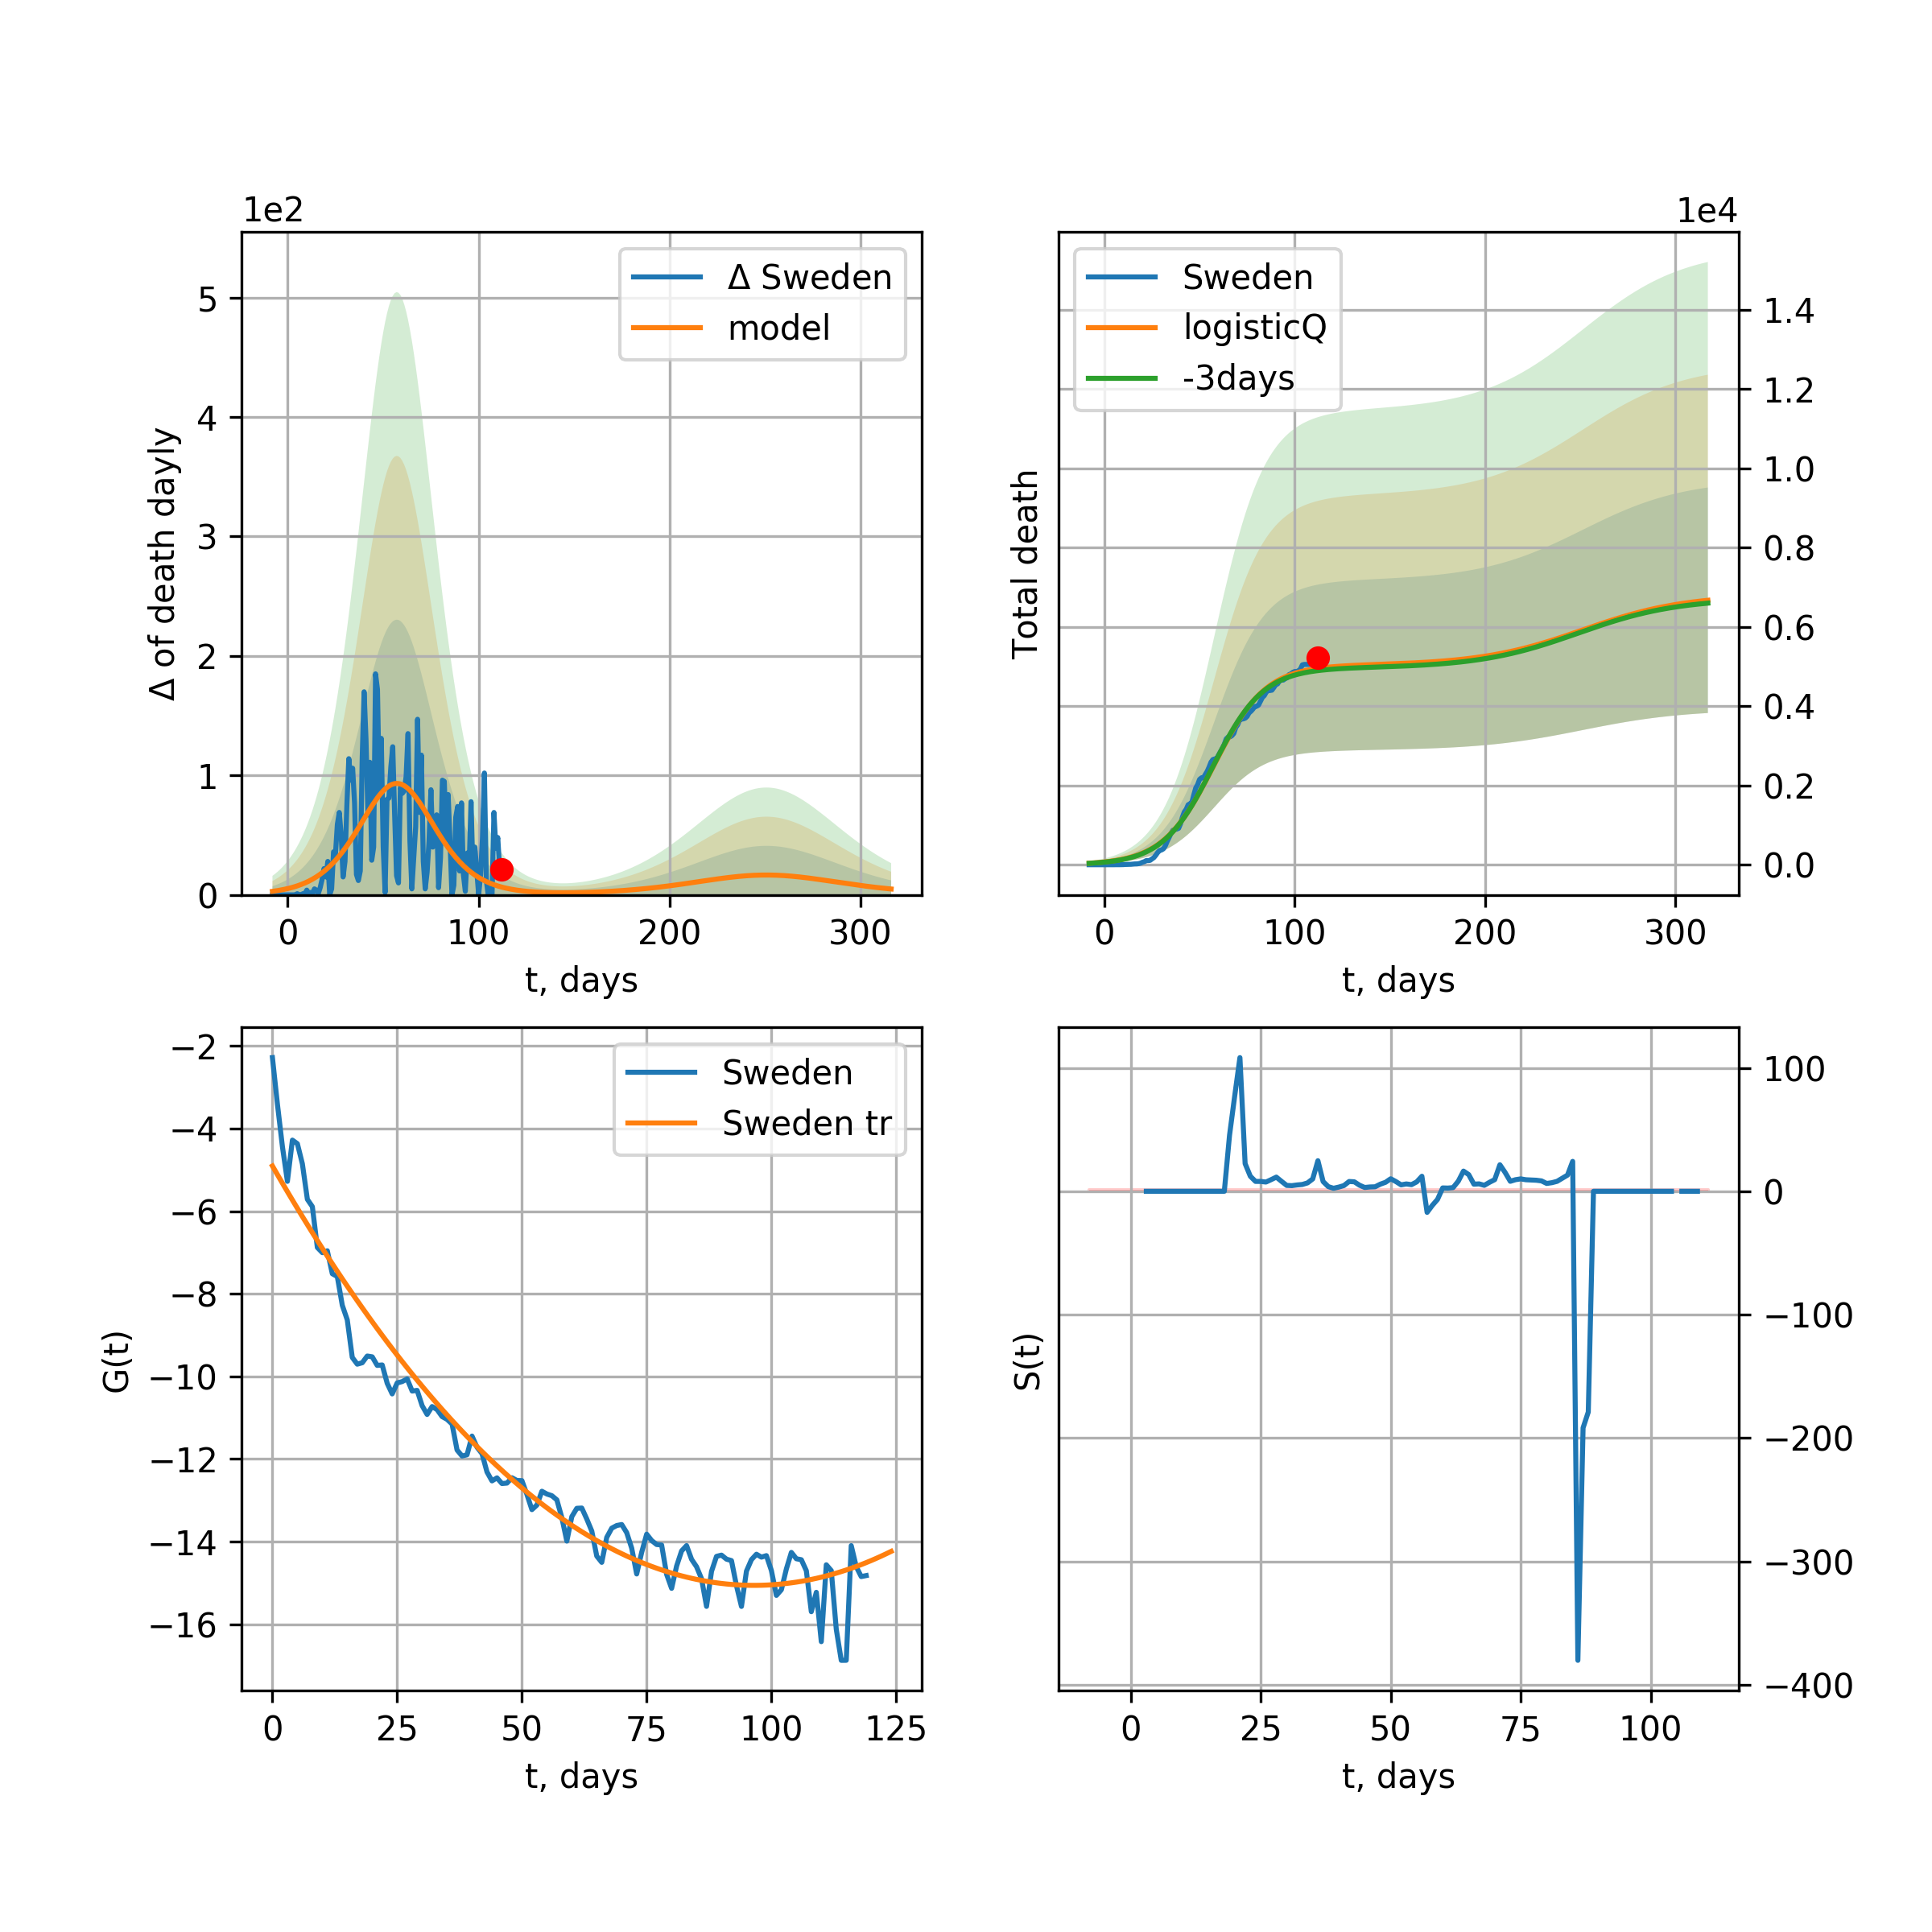 1e2
Δ of death dayly
5
4
3
2
1
0
Δ Sweden
model
0 100 200 300
t, days
1e4
Total death
Sweden
logisticQ
-3days
1.4
1.2
1.0
0.8
0.6
0.4
0.2
0.0
0 100 200 300
t, days
G(t)
−2
−4
−6
−8
−10
−12
−14
−16
Sweden
Sweden tr
0 25 50 75 100 125
t, days
S(t)
100
0
−100
−200
−300
−400
0 25 50 75 100
t, days